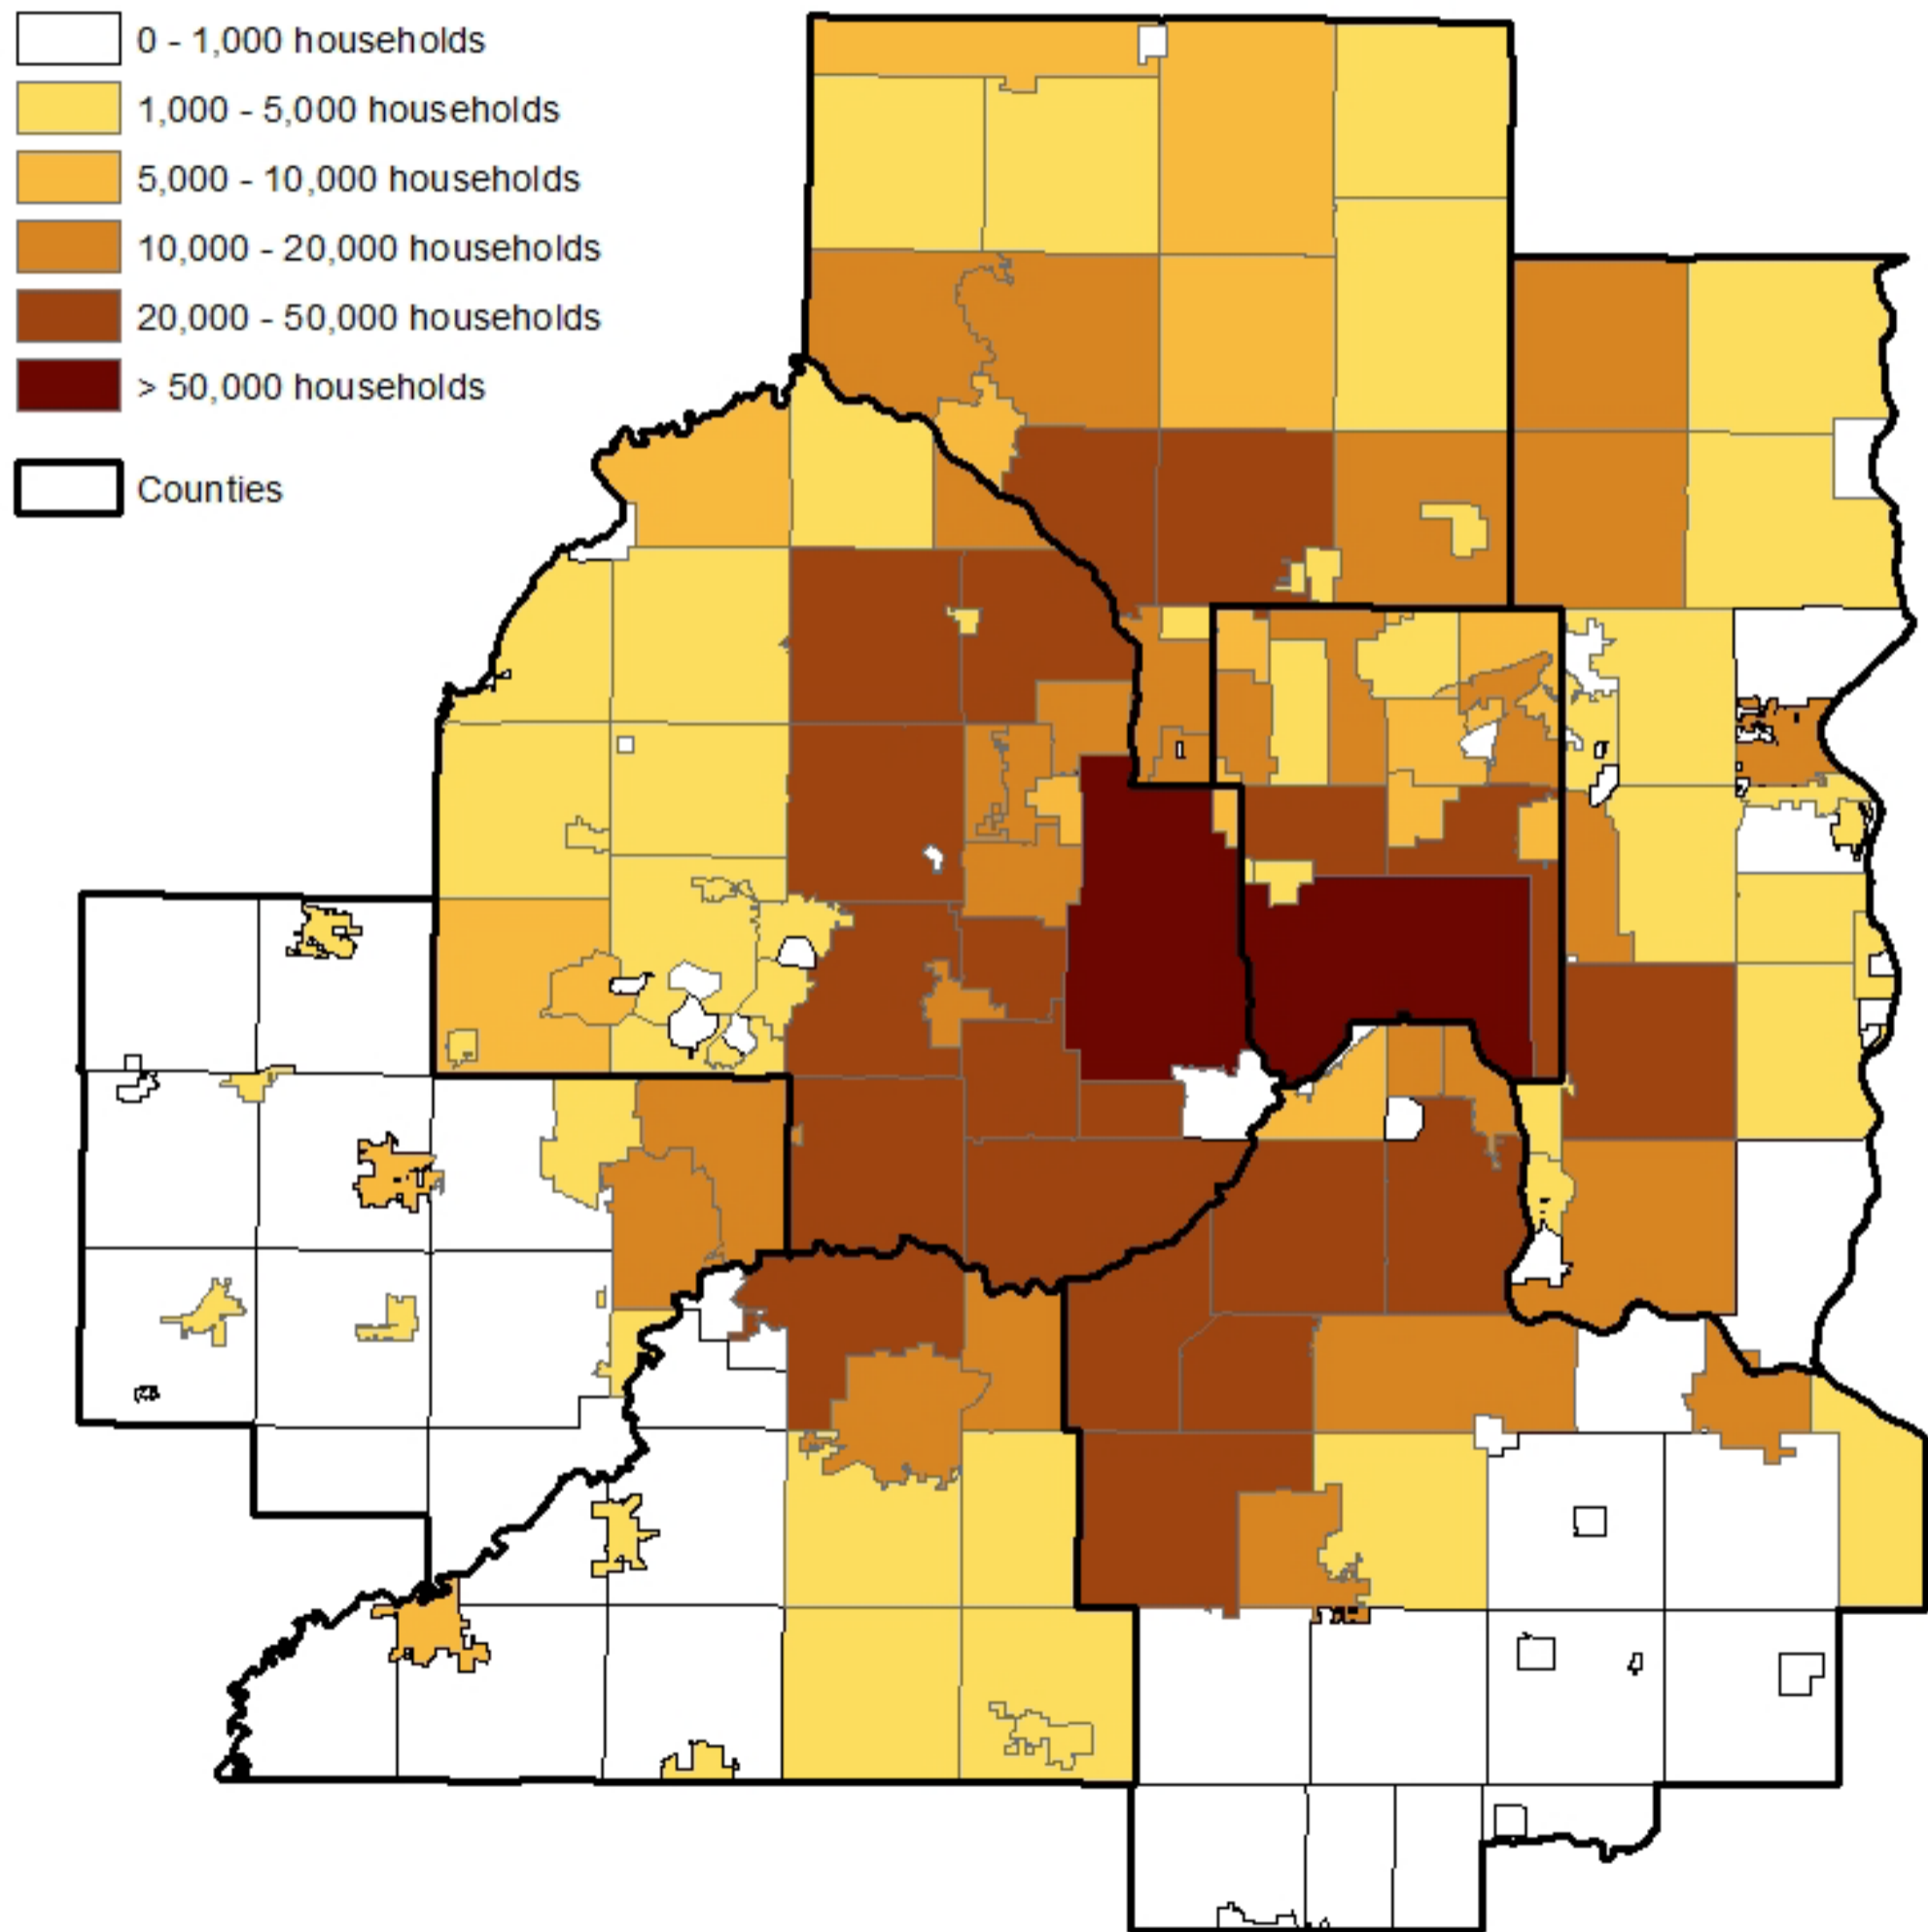 0 - 1,000 households
1,000 - 5,000 households
5,000 - 10,000 households
10,000 - 20,000 households
20,000 - 50,000 households
> 50,000 households
Counties